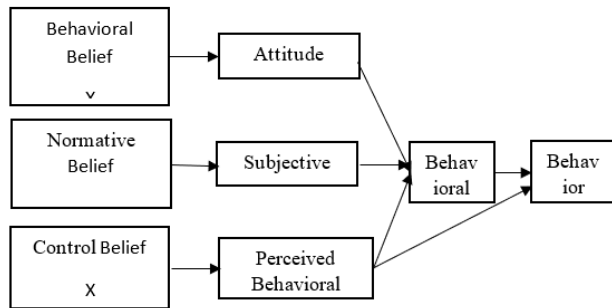 Behavioral
Belief
v
Attitude
Normative
Belief
Subjective
Behav
ioral
Behav
ior
Control Belief
X
Perceived
Behavioral